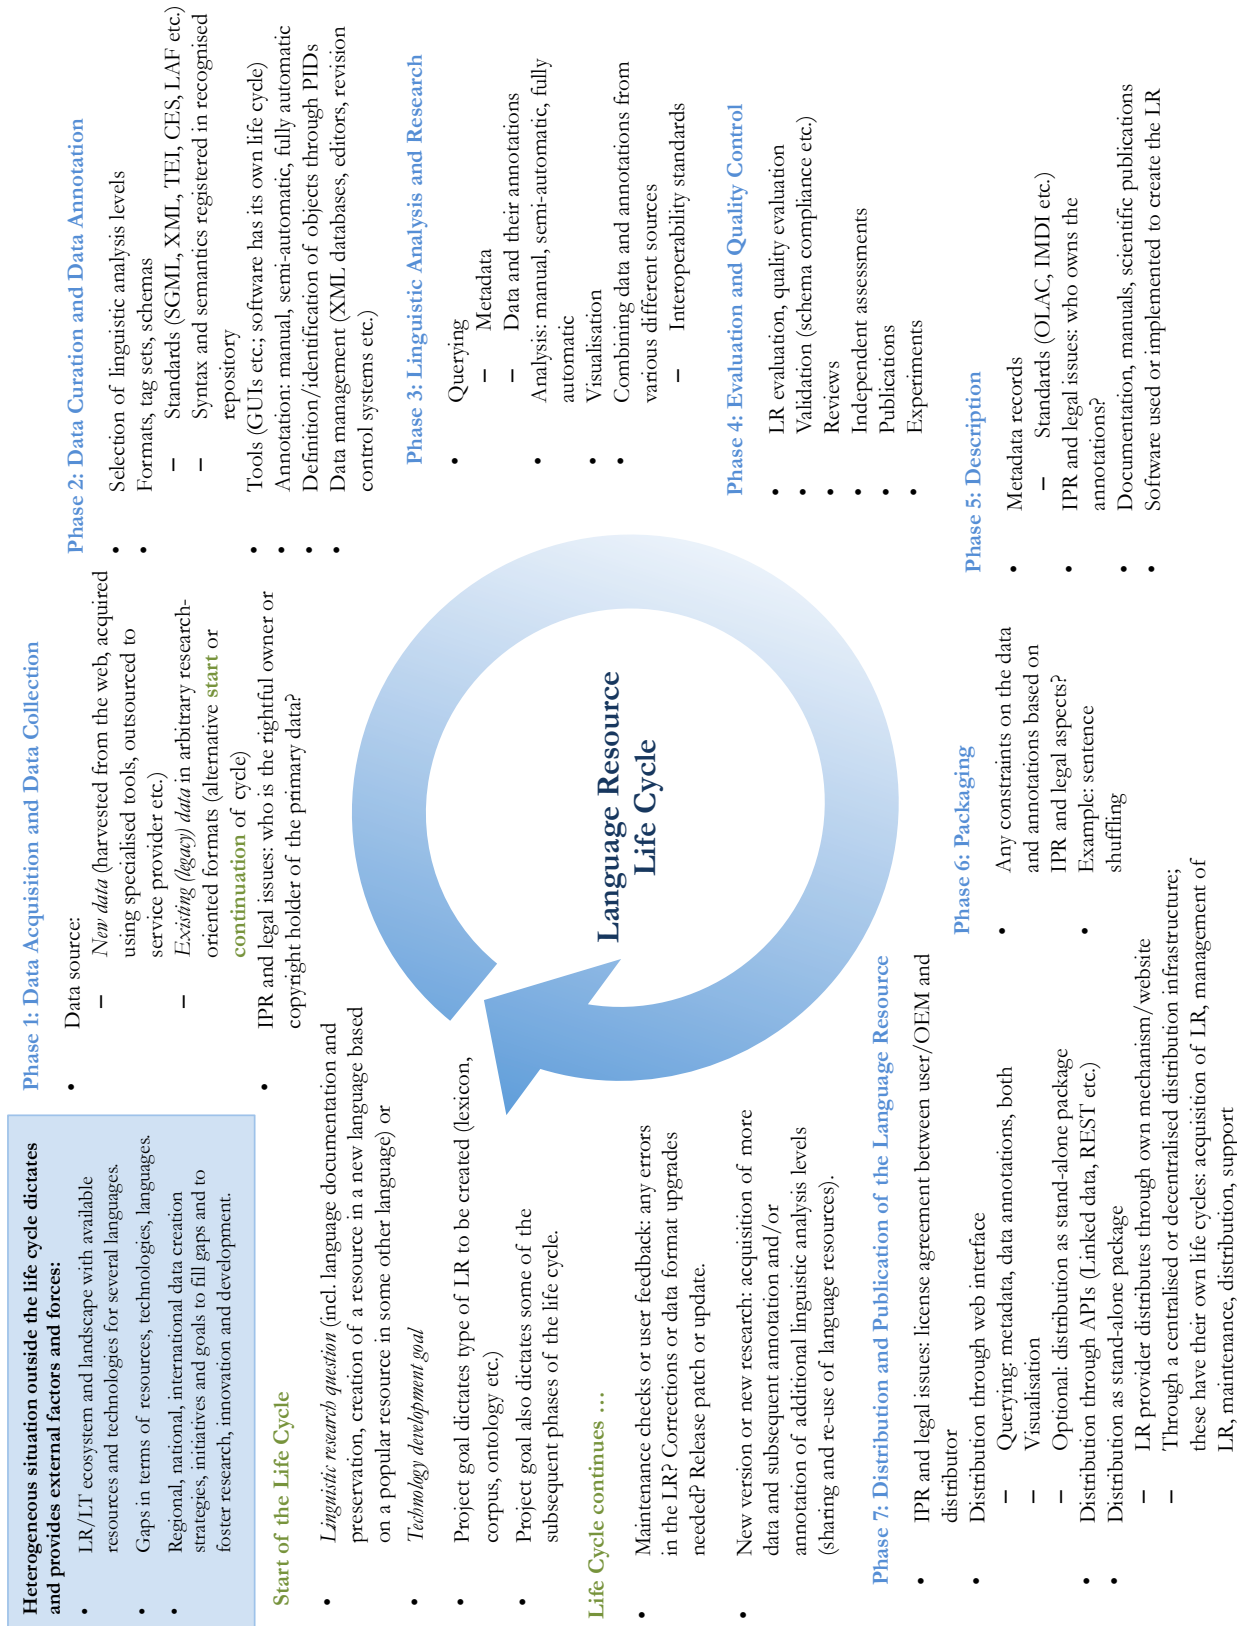 Heterogeneous situation outside the life cycle dictates
and provides external factors and forces:
• LR/LT ecosystem and landscape with available
resources and technologies for several languages.
• Gaps in terms of resources, technologies, languages.
• Regional, national, international data creation
strategies, initiatives and goals to fill gaps and to
foster research, innovation and development.
Start of the Life Cycle
• Linguistic research question (incl. language documentation and
preservation, creation of a resource in a new language based
on a popular resource in some other language) or
• Technology development goal
• Project goal dictates type of LR to be created (lexicon,
corpus, ontology etc.)
• Project goal also dictates some of the
subsequent phases of the life cycle.
Life Cycle continues …
• Maintenance checks or user feedback: any errors
in the LR? Corrections or data format upgrades
needed? Release patch or update.
• New version or new research: acquisition of more
data and subsequent annotation and/or
annotation of additional linguistic analysis levels
(sharing and re-use of language resources).
Phase 1: Data Acquisition and Data Collection
• Data source:
– New data (harvested from the web, acquired
using specialised tools, outsourced to
service provider etc.)
– Existing (legacy) data in arbitrary research-
oriented formats (alternative start or
continuation of cycle)
• IPR and legal issues: who is the rightful owner or
copyright holder of the primary data?
Phase 2: Data Curation and Data Annotation
• Selection of linguistic analysis levels
• Formats, tag sets, schemas
– Standards (SGML, XML, TEI, CES, LAF etc.)
– Syntax and semantics registered in recognised
repository
• Tools (GUIs etc.; software has its own life cycle)
• Annotation: manual, semi-automatic, fully automatic
• Definition/identification of objects through PIDs
• Data management (XML databases, editors, revision
control systems etc.)
Phase 3: Linguistic Analysis and Research
• Querying
– Metadata
– Data and their annotations
• Analysis: manual, semi-automatic, fully
automatic
• Visualisation
• Combining data and annotations from
various different sources
– Interoperability standards
Language Resource
Life Cycle
Phase 4: Evaluation and Quality Control
• LR evaluation, quality evaluation
• Validation (schema compliance etc.)
• Reviews
• Independent assessments
• Publications
• Experiments
Phase 5: Description
• Metadata records
– Standards (OLAC, IMDI etc.)
• IPR and legal issues: who owns the
annotations?
• Documentation, manuals, scientific publications
• Software used or implemented to create the LR
Phase 6: Packaging
• Any constraints on the data
and annotations based on
IPR and legal aspects?
• Example: sentence
shuffling
Phase 7: Distribution and Publication of the Language Resource
• IPR and legal issues: license agreement between user/OEM and
distributor
• Distribution through web interface
– Querying: metadata, data annotations, both
– Visualisation
– Optional: distribution as stand-alone package
• Distribution through APIs (Linked data, REST etc.)
• Distribution as stand-alone package
– LR provider distributes through own mechanism/website
– Through a centralised or decentralised distribution infrastructure;
these have their own life cycles: acquisition of LR, management of
LR, maintenance, distribution, support